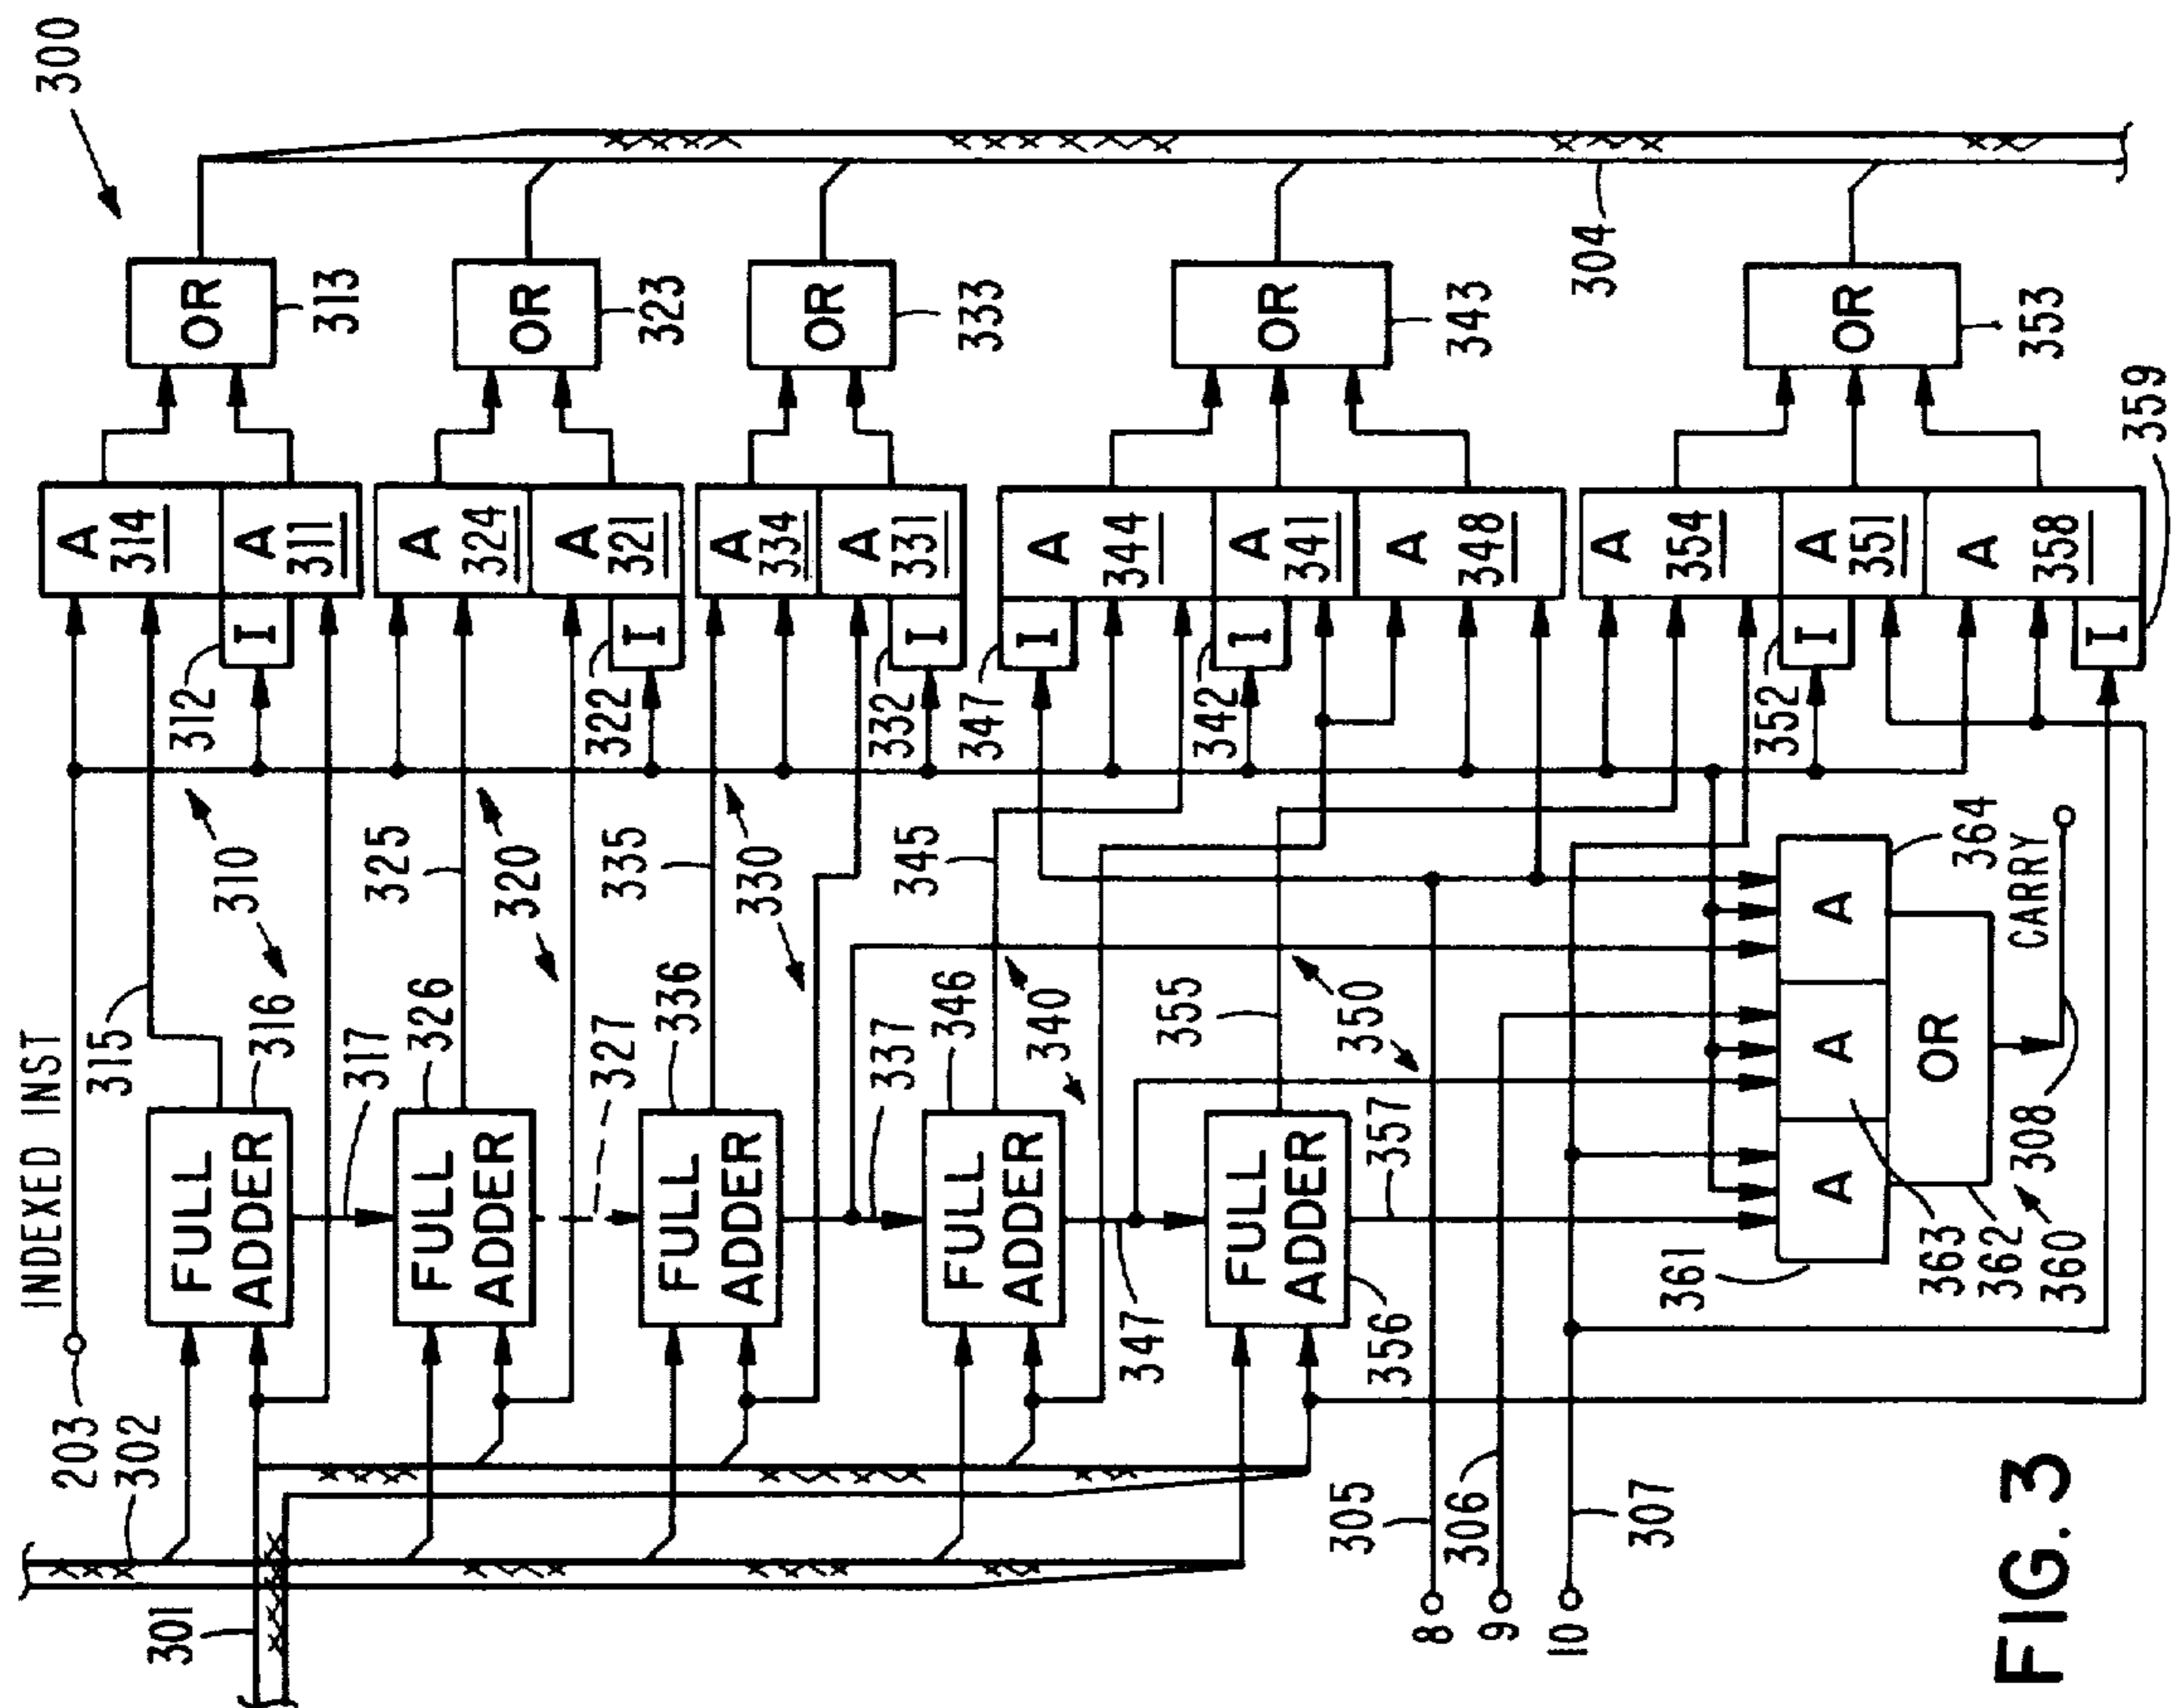 300
INDEXED INST
203
302
301
315
316
317
310
312
FULL
ADDER
A
314
A
311
I
OR
313
FULL
ADDER
326
325
327
320
322
A
324
A
321
I
OR
323
FULL
ADDER
336
335
337
330
332
A
334
A
331
I
OR
333
FULL
ADDER
346
345
347
340
347
342
I
A
344
I
A
341
A
348
OR
343
FULL
ADDER
356
355
357
350
352
A
354
I
A
351
A
358
I
359
OR
353
304
8
305
9
306
10
307
A
A
A
OR
361
363
362
360
364
308
CARRY
FIG. 3